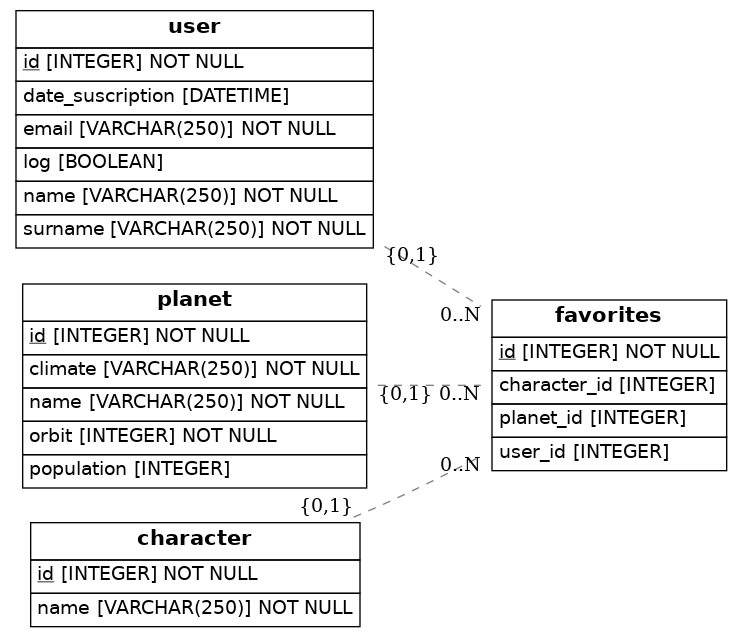 user
id [INTEGER] NOT NULL
date_suscription [DATETIME]
email [VARCHAR(250)] NOT NULL
log [BOOLEAN]
name [VARCHAR(250)] NOT NULL
surname [VARCHAR(250)] NOT NULL
{0,1}
0..N
planet
id [INTEGER] NOT NULL
climate [VARCHAR(250)] NOT NULL
name [VARCHAR(250)] NOT NULL
orbit [INTEGER] NOT NULL
population [INTEGER]
{0,1}
0..N
favorites
id [INTEGER] NOT NULL
character_id [INTEGER]
planet_id [INTEGER]
user_id [INTEGER]
0..N
{0,1}
character
id [INTEGER] NOT NULL
name [VARCHAR(250)] NOT NULL